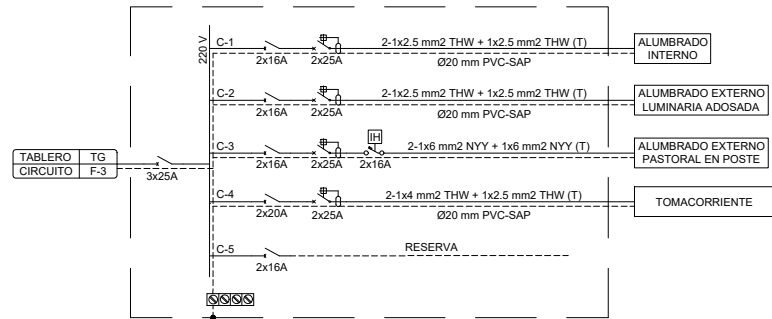 220 V
C-1
2x16A
2x25A
2-1x2.5 mm2 THW + 1x2.5 mm2 THW (T)
Ø20 mm PVC-SAP
ALUMBRADO
INTERNO
C-2
2x16A
2x25A
2-1x2.5 mm2 THW + 1x2.5 mm2 THW (T)
Ø20 mm PVC-SAP
ALUMBRADO EXTERNO
LUMINARIA ADOSADA
C-3
2x16A
2x25A
IH
2x16A
2-1x6 mm2 NYY + 1x6 mm2 NYY (T)
ALUMBRADO EXTERNO
PASTORAL EN POSTE
TABLERO TG
CIRCUITO F-3
3x25A
C-4
2x20A
2x25A
2-1x4 mm2 THW + 1x2.5 mm2 THW (T)
Ø20 mm PVC-SAP
TOMACORRIENTE
C-5
2x16A
RESERVA